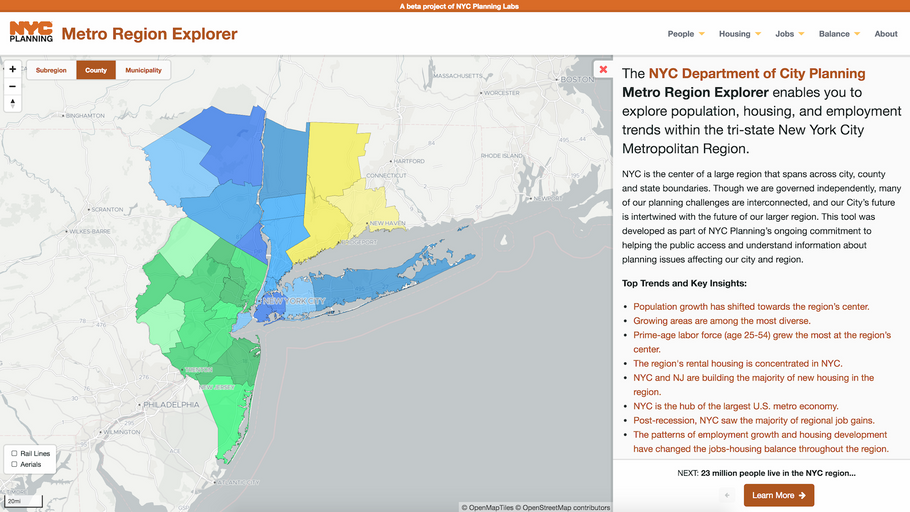 A beta project of NYC Planning Labs
NYC
PLANNING
Metro Region Explorer
People
Housing
Jobs
Balance
About
+
−
Subregion
County
Municipality
MASSACHUSETTS
BOSTON
WORCESTER
BINGHAMTON
HARTFORD
RHODE ISLAND
CONNECTICUT
495
44
SCRANTON
NEWPORT
NEW HAVEN
WILKES-BARRE
BRIDGEPORT
NEW YORK CITY
TRENTON
276
NEW JERSEY
PHILADELPHIA
WILMINGTON
ATLANTIC CITY
Rail Lines
Aerials
20mi
© OpenMapTiles © OpenStreetMap contributors
The NYC Department of City Planning
Metro Region Explorer enables you to
explore population, housing, and employment
trends within the tri-state New York City
Metropolitan Region.
NYC is the center of a large region that spans across city, county
and state boundaries. Though we are governed independently, many
of our planning challenges are interconnected, and our City's future
is intertwined with the future of our larger region. This tool was
developed as part of NYC Planning's ongoing commitment to
helping the public access and understand information about
planning issues affecting our city and region.
Top Trends and Key Insights:
• Population growth has shifted towards the region's center.
• Growing areas are among the most diverse.
• Prime-age labor force (age 25-54) grew the most at the region's
center.
• The region's rental housing is concentrated in NYC.
• NYC and NJ are building the majority of new housing in the
region.
• NYC is the hub of the largest U.S. metro economy.
• Post-recession, NYC saw the majority of regional job gains.
• The patterns of employment growth and housing development
have changed the jobs-housing balance throughout the region.
NEXT: 23 million people live in the NYC region...
Learn More